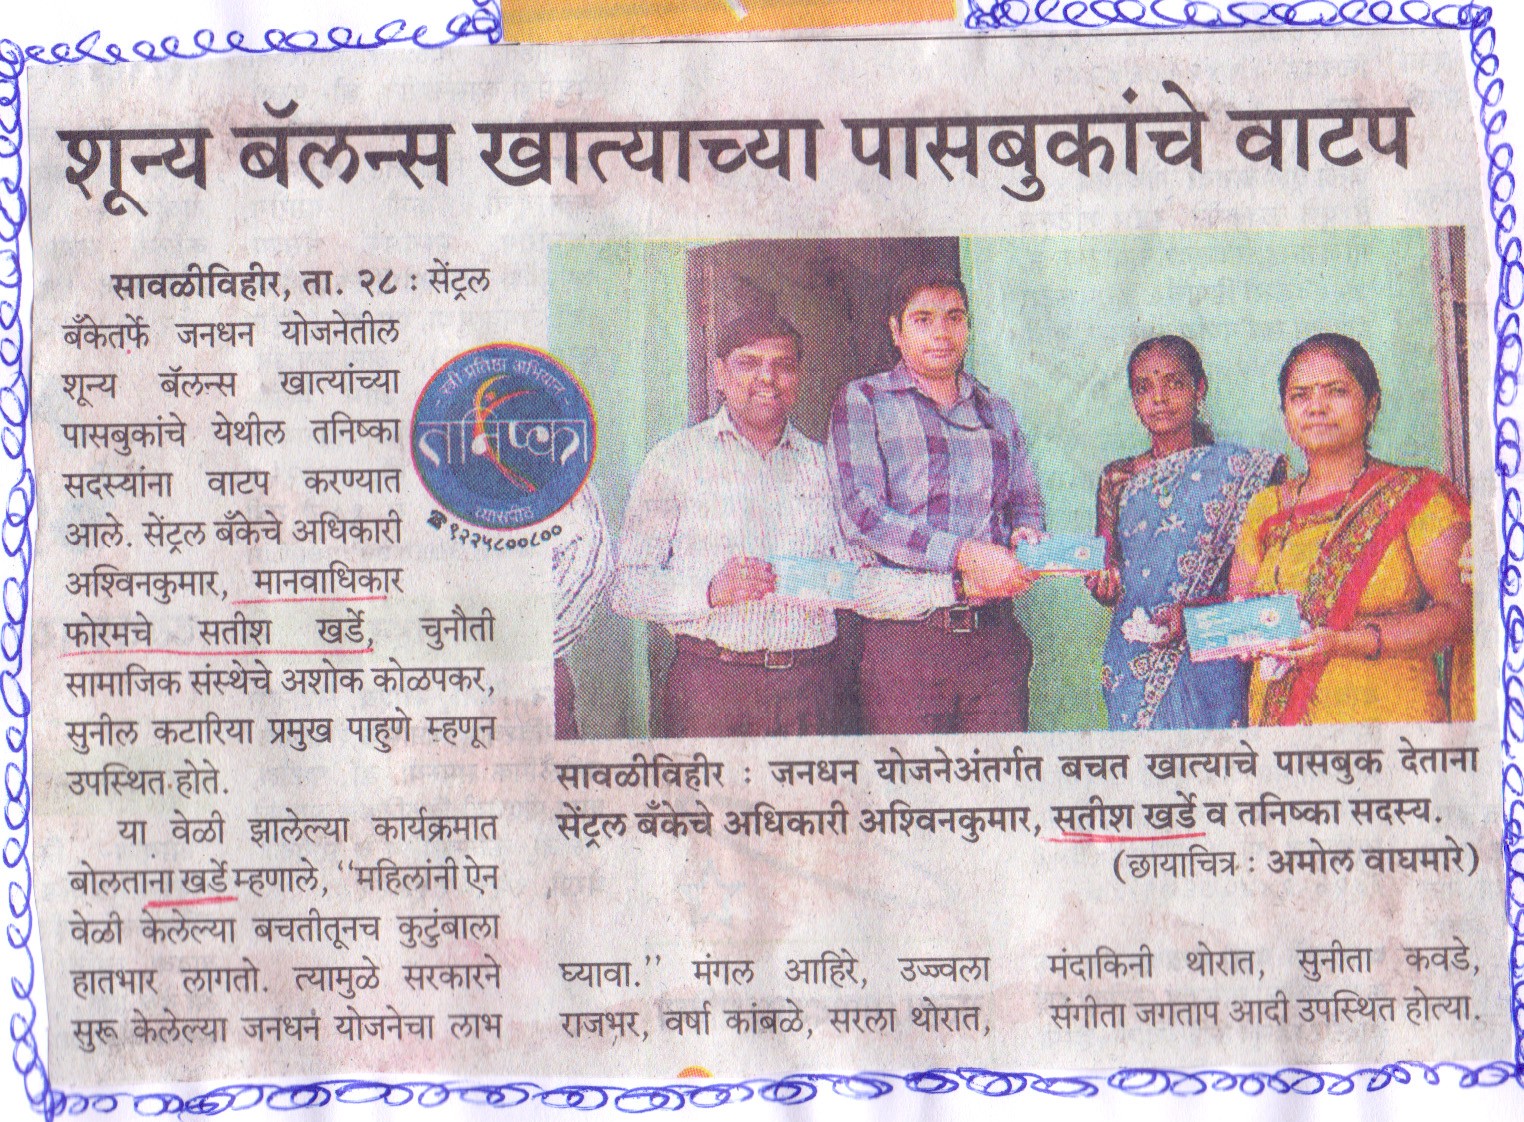 शून्य बॅलन्स खात्याच्या पासबुकांचे वाटप
सावळीविहीर, ता. २८ : सेंट्रल
बँकेतर्फे जनधन योजनेतील
शून्य बॅलन्स खात्यांच्या
पासबुकांचे येथील तनिष्का
सदस्यांना वाटप करण्यात
आले. सेंट्रल बँकेचे अधिकारी
अश्विनकुमार, मानवाधिकार
फोरमचे सतीश खर्डे, चुनौती
सामाजिक संस्थेचे अशोक कोळपकर,
सुनील कटारिया प्रमुख पाहुणे म्हणून
उपस्थित होते.
या वेळी झालेल्या कार्यक्रमात
बोलताना खर्डे म्हणाले, ‘‘महिलांनी ऐन
वेळी केलेल्या बचतीतूनच कुटुंबाला
हातभार लागतो. त्यामुळे सरकारने
सुरू केलेल्या जनधन योजनेचा लाभ
स्त्री प्रतिष्ठा अभियान
तनिष्का
व्यासपीठ
☎९२२५८००८००
सावळीविहीर : जनधन योजनेअंतर्गत बचत खात्याचे पासबुक देताना
सेंट्रल बँकेचे अधिकारी अश्विनकुमार, सतीश खर्डे व तनिष्का सदस्य.
(छायाचित्र : अमोल वाघमारे)
घ्यावा.’’ मंगल आहिरे, उज्ज्वला
राजभर, वर्षा कांबळे, सरला थोरात,
मंदाकिनी थोरात, सुनीता कवडे,
संगीता जगताप आदी उपस्थित होत्या.